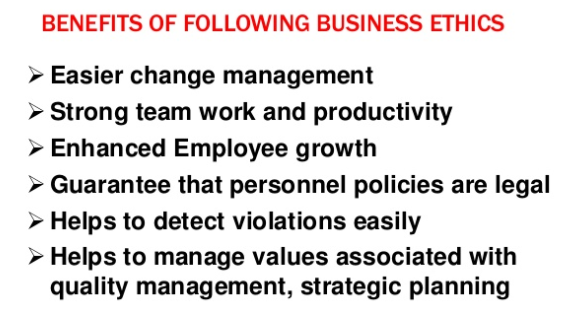 BENEFITS OF FOLLOWING BUSINESS ETHICS
➢ Easier change management
➢ Strong team work and productivity
➢ Enhanced Employee growth
➢ Guarantee that personnel policies are legal
➢ Helps to detect violations easily
➢ Helps to manage values associated with
quality management, strategic planning